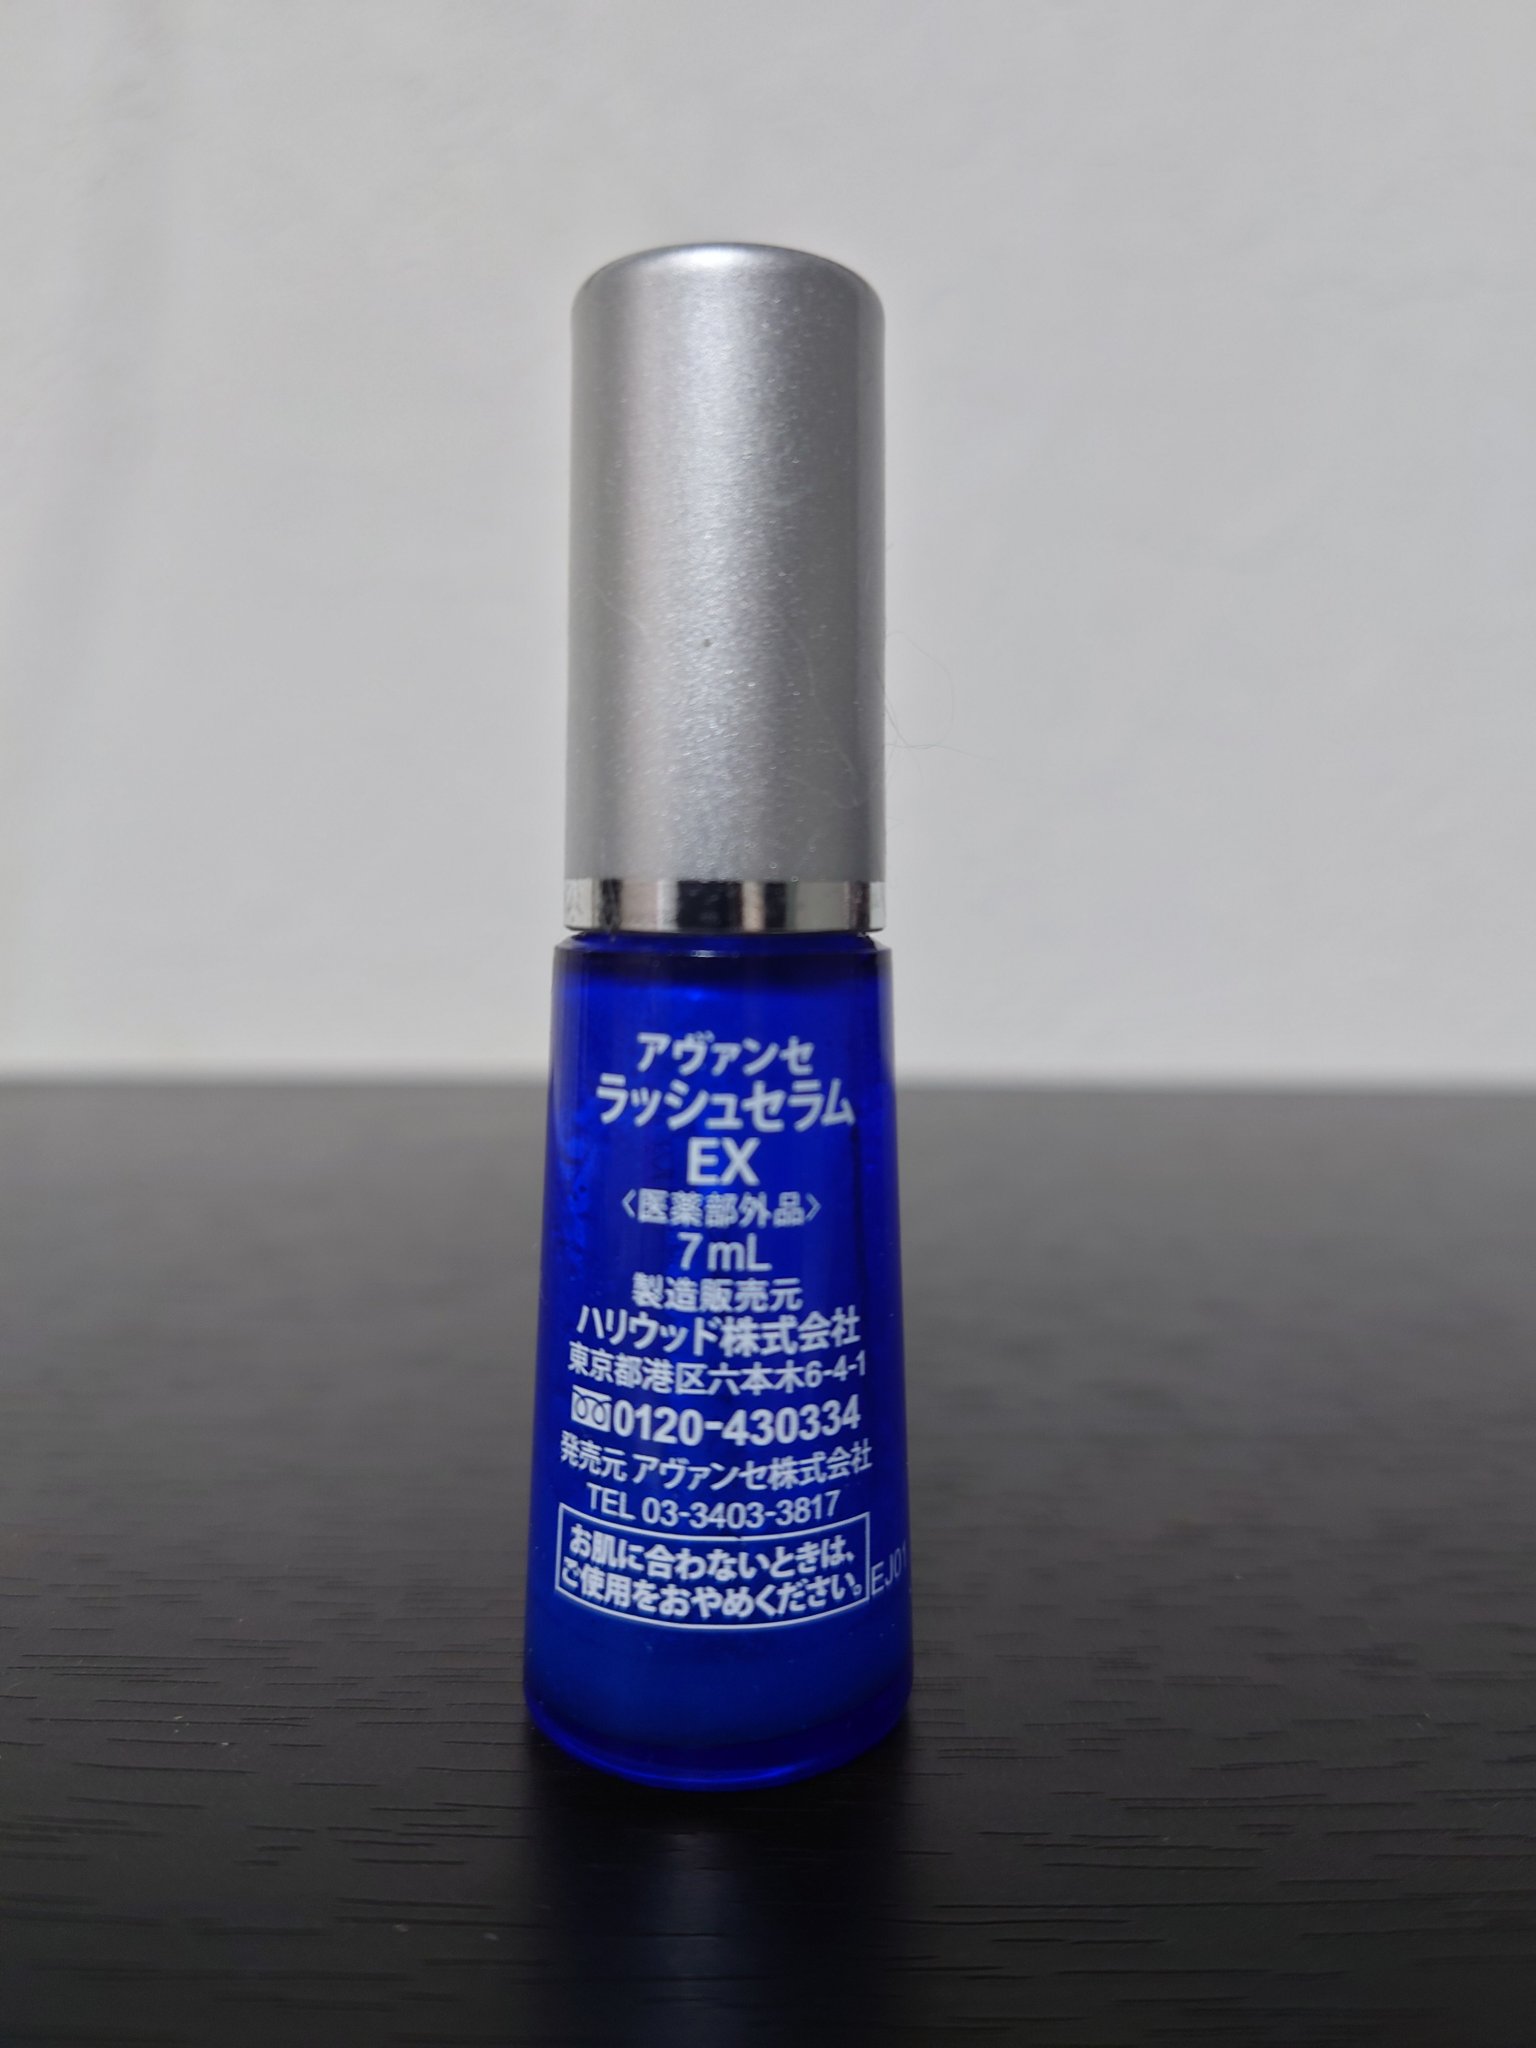 アヴァンセ
ラッシュセラム
EX
〈医薬部外品〉
7mL
製造販売元
ハリウッド株式会社
東京都港区六本木6-4-1
0120-430334
発売元 アヴァンセ株式会社
TEL 03-3403-3817
お肌に合わないときは、
ご使用をおやめください。
EJ01